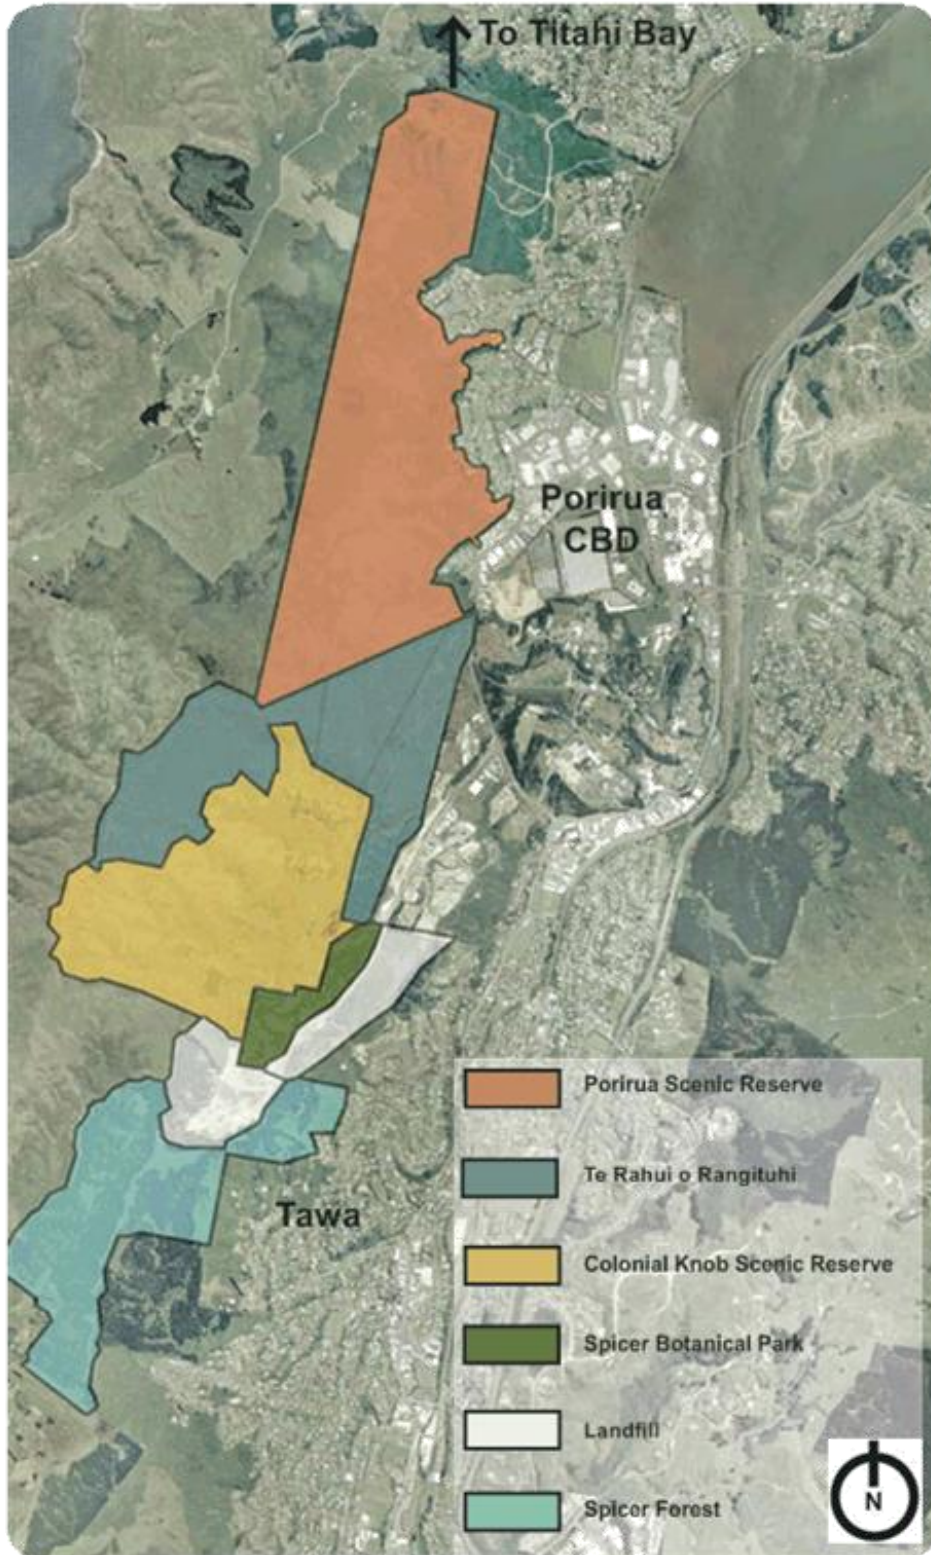 To Titahi Bay
Porirua
CBD
Tawa
Porirua Scenic Reserve
Te Rahui o Rangituhi
Colonial Knob Scenic Reserve
Spicer Botanical Park
Landfill
Spicer Forest
N